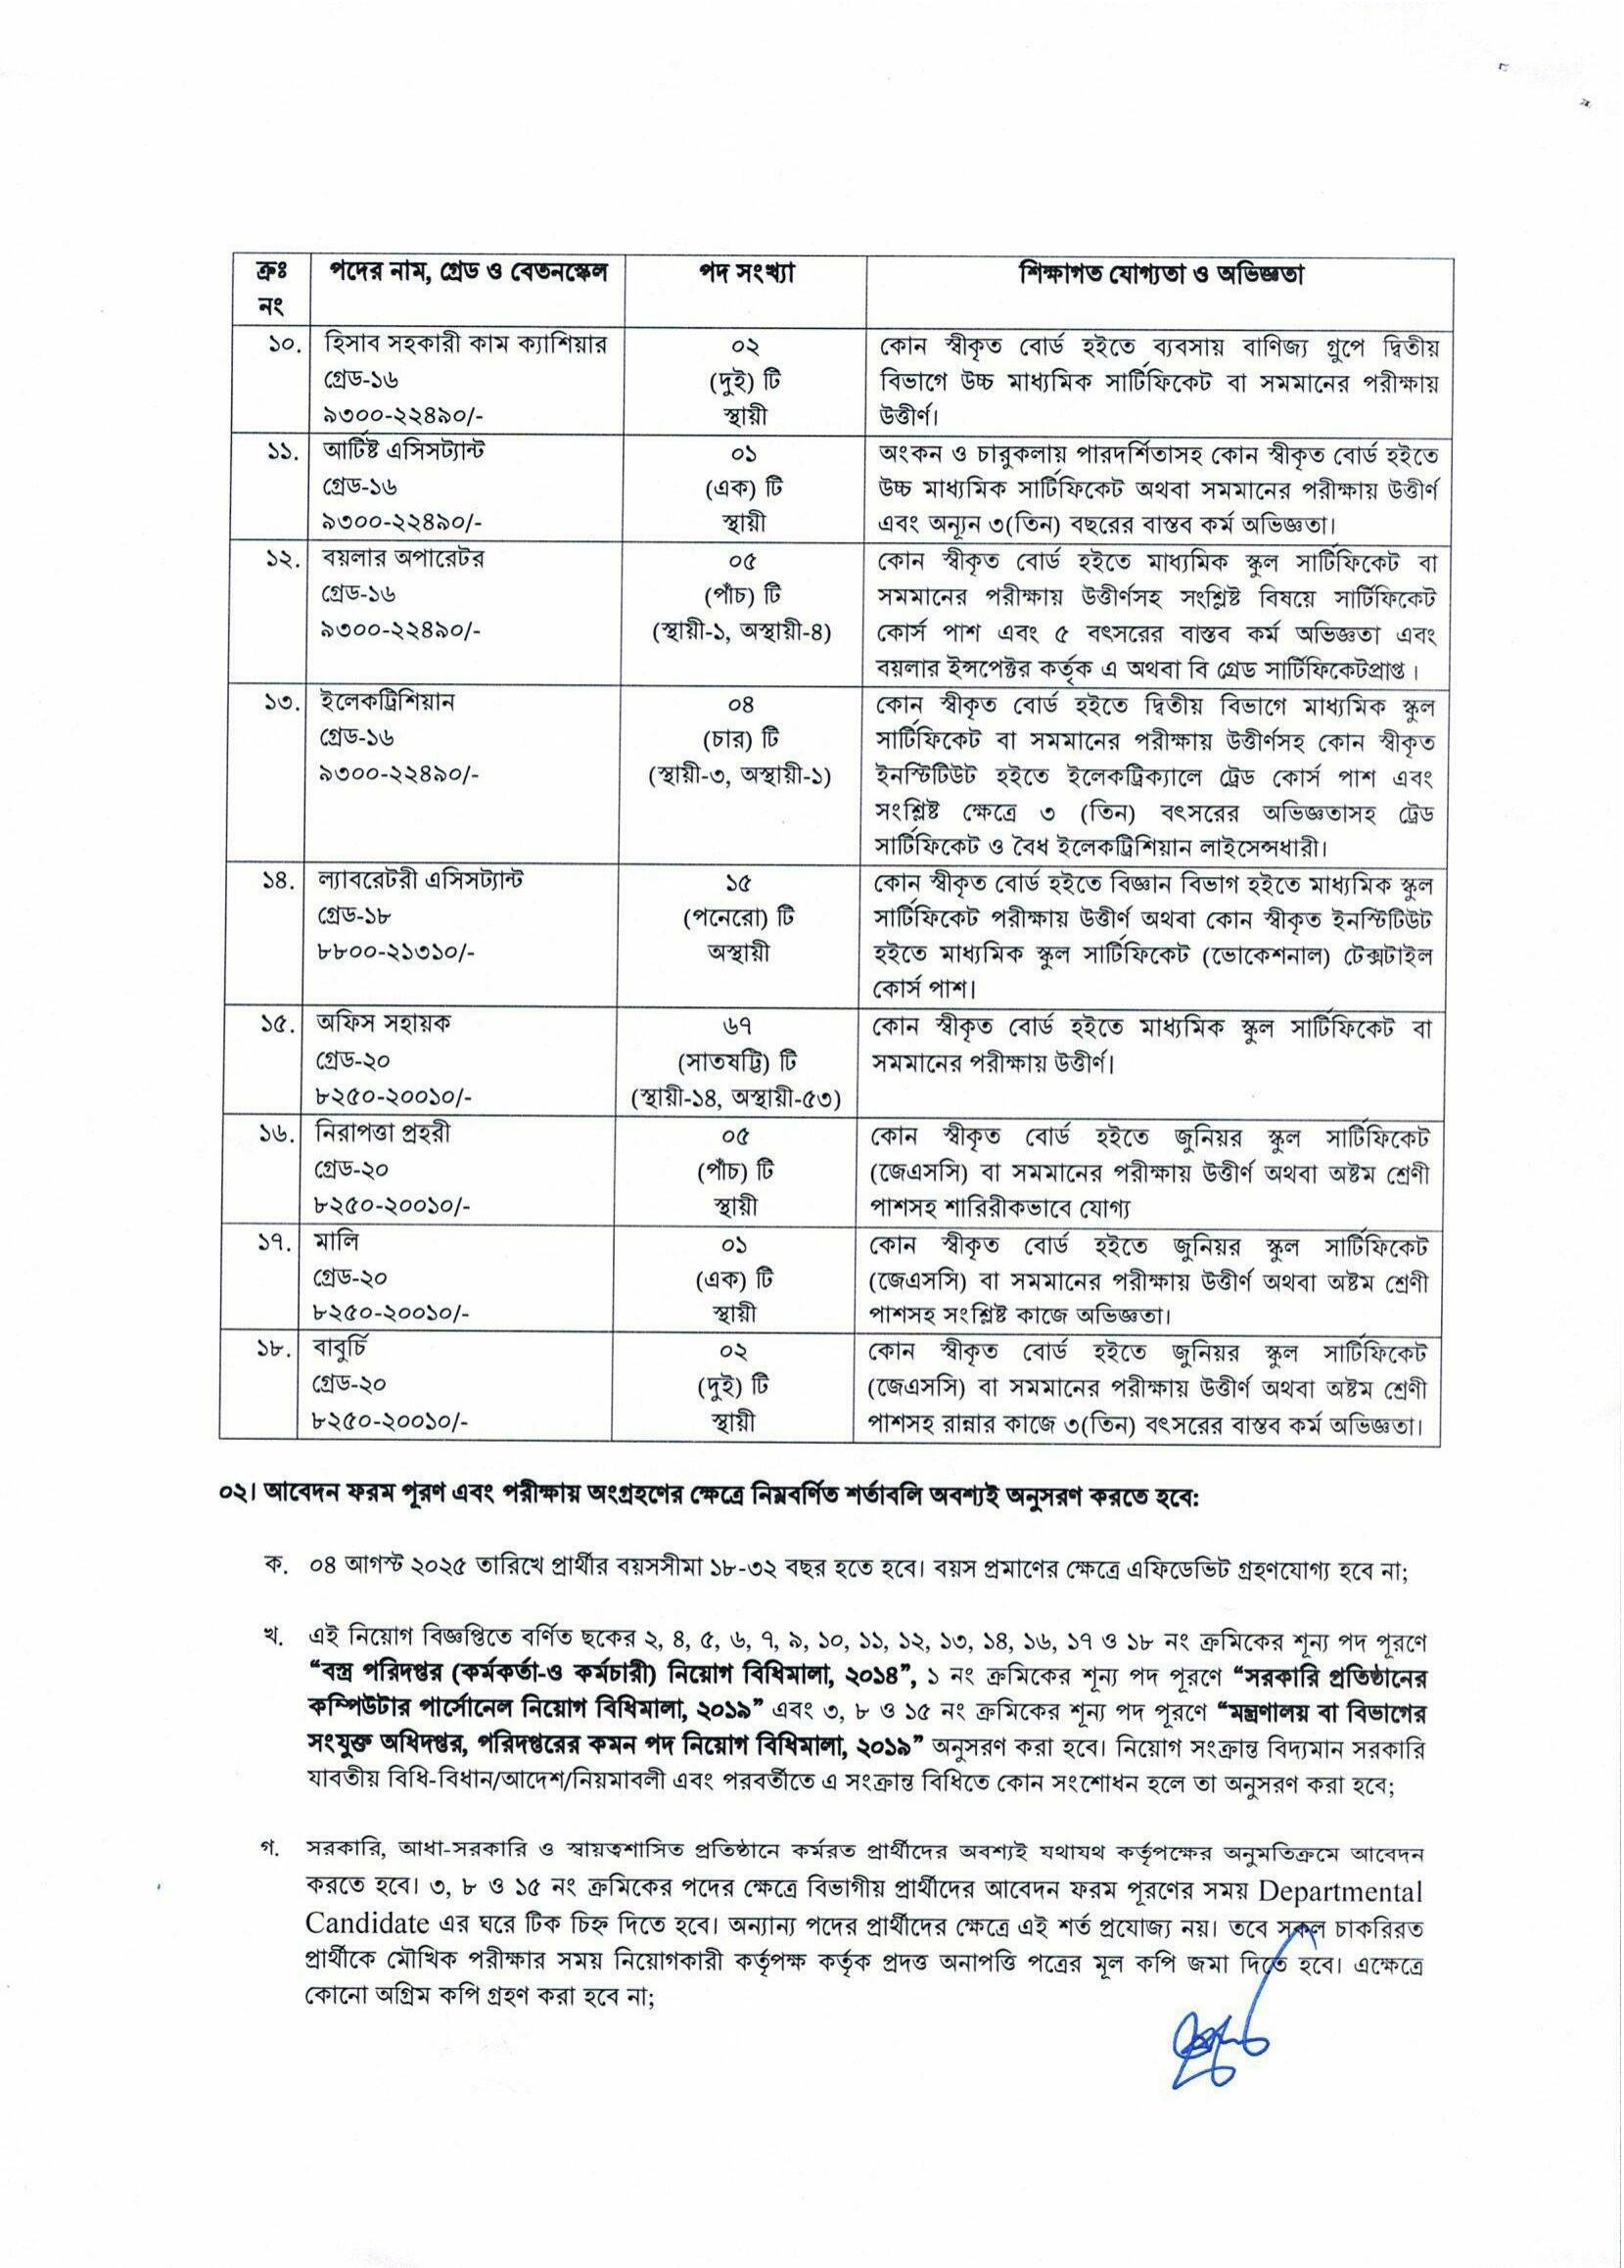 ক্রঃ নং
পদের নাম, গ্রেড ও বেতনস্কেল
পদ সংখ্যা
শিক্ষাগত যোগ্যতা ও অভিজ্ঞতা
১০.
হিসাব সহকারী কাম ক্যাশিয়ার
গ্রেড-১৬
৯৩০০-২২৪৯০/-
০২
(দুই) টি
স্থায়ী
কোন স্বীকৃত বোর্ড হইতে ব্যবসায় বাণিজ্য গ্রুপে দ্বিতীয়
বিভাগে উচ্চ মাধ্যমিক সার্টিফিকেট বা সমমানের পরীক্ষায়
উত্তীর্ণ।
১১.
আর্টিষ্ট এসিসট্যান্ট
গ্রেড-১৬
৯৩০০-২২৪৯০/-
০১
(এক) টি
স্থায়ী
অংকন ও চারুকলায় পারদর্শিতাসহ কোন স্বীকৃত বোর্ড হইতে
উচ্চ মাধ্যমিক সার্টিফিকেট অথবা সমমানের পরীক্ষায় উত্তীর্ণ
এবং অন্যূন ৩(তিন) বছরের বাস্তব কর্ম অভিজ্ঞতা।
১২.
বয়লার অপারেটর
গ্রেড-১৬
৯৩০০-২২৪৯০/-
০৫
(পাঁচ) টি
(স্থায়ী-১, অস্থায়ী-৪)
কোন স্বীকৃত বোর্ড হইতে মাধ্যমিক স্কুল সার্টিফিকেট বা
সমমানের পরীক্ষায় উত্তীর্ণসহ সংশ্লিষ্ট বিষয়ে সার্টিফিকেট
কোর্স পাশ এবং ৫ বৎসরের বাস্তব কর্ম অভিজ্ঞতা এবং
বয়লার ইন্সপেক্টর কর্তৃক এ অথবা বি গ্রেড সার্টিফিকেটপ্রাপ্ত ।
১৩.
ইলেকট্রিশিয়ান
গ্রেড-১৬
৯৩০০-২২৪৯০/-
০৪
(চার) টি
(স্থায়ী-৩, অস্থায়ী-১)
কোন স্বীকৃত বোর্ড হইতে দ্বিতীয় বিভাগে মাধ্যমিক স্কুল
সার্টিফিকেট বা সমমানের পরীক্ষায় উত্তীর্ণসহ কোন স্বীকৃত
ইনস্টিটিউট হইতে ইলেকট্রিক্যালে ট্রেড কোর্স পাশ এবং
সংশ্লিষ্ট ক্ষেত্রে ৩ (তিন) বৎসরের অভিজ্ঞতাসহ ট্রেড
সার্টিফিকেট ও বৈধ ইলেকট্রিশিয়ান লাইসেন্সধারী।
১৪.
ল্যাবরেটরী এসিসট্যান্ট
গ্রেড-১৮
৮৮০০-২১৩১০/-
১৫
(পনেরো) টি
অস্থায়ী
কোন স্বীকৃত বোর্ড হইতে বিজ্ঞান বিভাগ হইতে মাধ্যমিক স্কুল
সার্টিফিকেট পরীক্ষায় উত্তীর্ণ অথবা কোন স্বীকৃত ইনস্টিটিউট
হইতে মাধ্যমিক স্কুল সার্টিফিকেট (ভোকেশনাল) টেক্সটাইল
কোর্স পাশ।
১৫.
অফিস সহায়ক
গ্রেড-২০
৮২৫০-২০০১০/-
৬৭
(সাতষট্টি) টি
(স্থায়ী-১৪, অস্থায়ী-৫৩)
কোন স্বীকৃত বোর্ড হইতে মাধ্যমিক স্কুল সার্টিফিকেট বা
সমমানের পরীক্ষায় উত্তীর্ণ।
১৬.
নিরাপত্তা প্রহরী
গ্রেড-২০
৮২৫০-২০০১০/-
০৫
(পাঁচ) টি
স্থায়ী
কোন স্বীকৃত বোর্ড হইতে জুনিয়র স্কুল সার্টিফিকেট
(জেএসসি) বা সমমানের পরীক্ষায় উত্তীর্ণ অথবা অষ্টম শ্রেণী
পাশসহ শারিরীকভাবে যোগ্য
১৭.
মালি
গ্রেড-২০
৮২৫০-২০০১০/-
০১
(এক) টি
স্থায়ী
কোন স্বীকৃত বোর্ড হইতে জুনিয়র স্কুল সার্টিফিকেট
(জেএসসি) বা সমমানের পরীক্ষায় উত্তীর্ণ অথবা অষ্টম শ্রেণী
পাশসহ সংশ্লিষ্ট কাজে অভিজ্ঞতা।
১৮.
বাবুর্চি
গ্রেড-২০
৮২৫০-২০০১০/-
০২
(দুই) টি
স্থায়ী
কোন স্বীকৃত বোর্ড হইতে জুনিয়র স্কুল সার্টিফিকেট
(জেএসসি) বা সমমানের পরীক্ষায় উত্তীর্ণ অথবা অষ্টম শ্রেণী
পাশসহ রান্নার কাজে ৩(তিন) বৎসরের বাস্তব কর্ম অভিজ্ঞতা।
০২। আবেদন ফরম পূরণ এবং পরীক্ষায় অংগ্রহণের ক্ষেত্রে নিম্নবর্ণিত শর্তাবলি অবশ্যই অনুসরণ করতে হবে:
ক. ০৪ আগস্ট ২০২৫ তারিখে প্রার্থীর বয়সসীমা ১৮-৩২ বছর হতে হবে। বয়স প্রমাণের ক্ষেত্রে এফিডেভিট গ্রহণযোগ্য হবে না;
খ. এই নিয়োগ বিজ্ঞপ্তিতে বর্ণিত ছকের ২, ৪, ৫, ৬, ৭, ৯, ১০, ১১, ১২, ১৩, ১৪, ১৬, ১৭ ও ১৮ নং ক্রমিকের শূন্য পদ পূরণে
“বস্ত্র পরিদপ্তর (কর্মকর্তা-ও কর্মচারী) নিয়োগ বিধিমালা, ২০১৪”, ১ নং ক্রমিকের শূন্য পদ পূরণে “সরকারি প্রতিষ্ঠানের
কম্পিউটার পার্সোনেল নিয়োগ বিধিমালা, ২০১৯” এবং ৩, ৮ ও ১৫ নং ক্রমিকের শূন্য পদ পূরণে “মন্ত্রণালয় বা বিভাগের
সংযুক্ত অধিদপ্তর, পরিদপ্তরের কমন পদ নিয়োগ বিধিমালা, ২০১৯” অনুসরণ করা হবে। নিয়োগ সংক্রান্ত বিদ্যমান সরকারি
যাবতীয় বিধি-বিধান/আদেশ/নিয়মাবলী এবং পরবর্তীতে এ সংক্রান্ত বিধিতে কোন সংশোধন হলে তা অনুসরণ করা হবে;
গ. সরকারি, আধা-সরকারি ও স্বায়ত্বশাসিত প্রতিষ্ঠানে কর্মরত প্রার্থীদের অবশ্যই যথাযথ কর্তৃপক্ষের অনুমতিক্রমে আবেদন
করতে হবে। ৩, ৮ ও ১৫ নং ক্রমিকের পদের ক্ষেত্রে বিভাগীয় প্রার্থীদের আবেদন ফরম পূরণের সময় Departmental
Candidate এর ঘরে টিক চিহ্ন দিতে হবে। অন্যান্য পদের প্রার্থীদের ক্ষেত্রে এই শর্ত প্রযোজ্য নয়। তবে সকল চাকরিরত
প্রার্থীকে মৌখিক পরীক্ষার সময় নিয়োগকারী কর্তৃপক্ষ কর্তৃক প্রদত্ত অনাপত্তি পত্রের মূল কপি জমা দিতে হবে। এক্ষেত্রে
কোনো অগ্রিম কপি গ্রহণ করা হবে না;